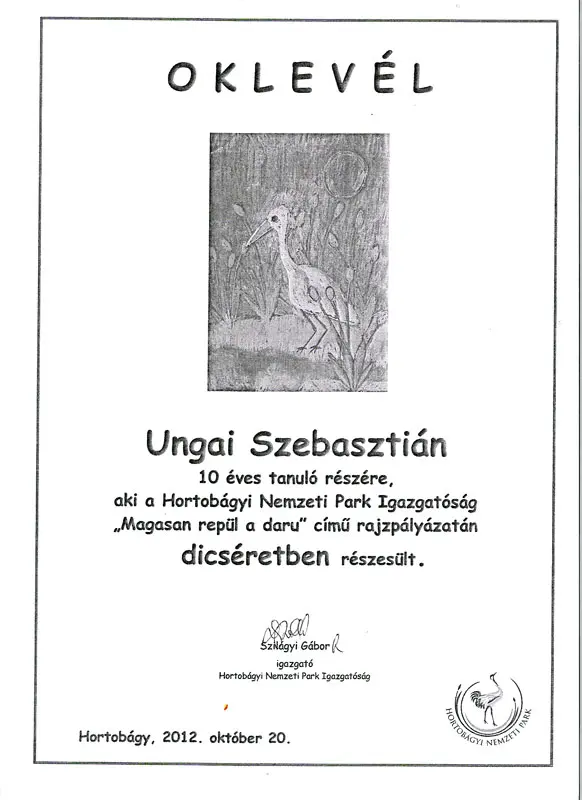 OKLEVÉL
Ungai Szebasztián
10 éves tanuló részére,
aki a Hortobágyi Nemzeti Park Igazgatóság
„Magasan repül a daru” című rajzpályázatán
dicséretben részesült.
Szilágyi Gábor
igazgató
Hortobágyi Nemzeti Park Igazgatóság
HORTOBÁGYI NEMZETI PARK
Hortobágy, 2012. október 20.